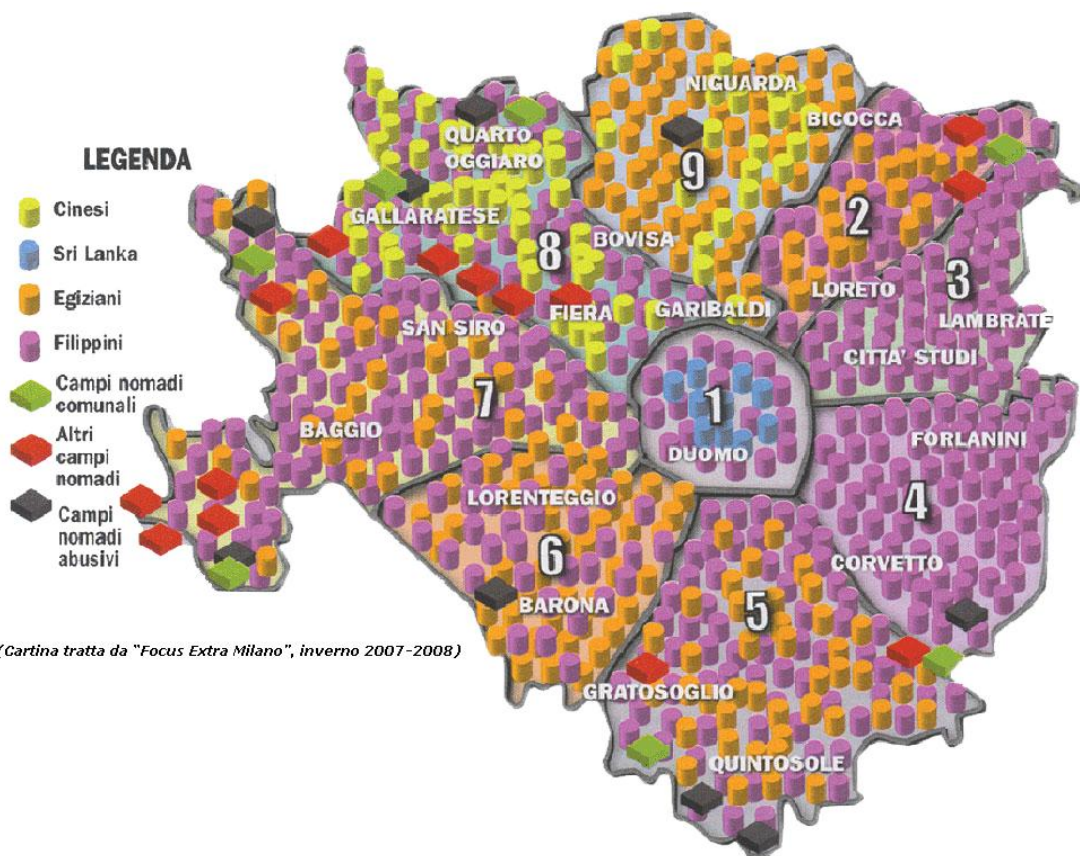 LEGENDA
Cinesi
Sri Lanka
Egiziani
Filippini
Campi nomadi
comunali
Altri
campi
nomadi
Campi
nomadi
abusivi
NIGUARDA
BICOCCA
QUARTO
OGGIARO
9
GALLARATESE
2
BOVISA
8
3
LORETO
FIERA
GARIBALDI
LAMBRATE
SAN SIRO
CITTA' STUDI
7
1
BAGGIO
DUOMO
FORLANINI
LORENTEGGIO
4
6
CORVETTO
BARONA
5
(Cartina tratta da "Focus Extra Milano", inverno 2007-2008)
GRATOSOGLIO
QUINTOSOLE